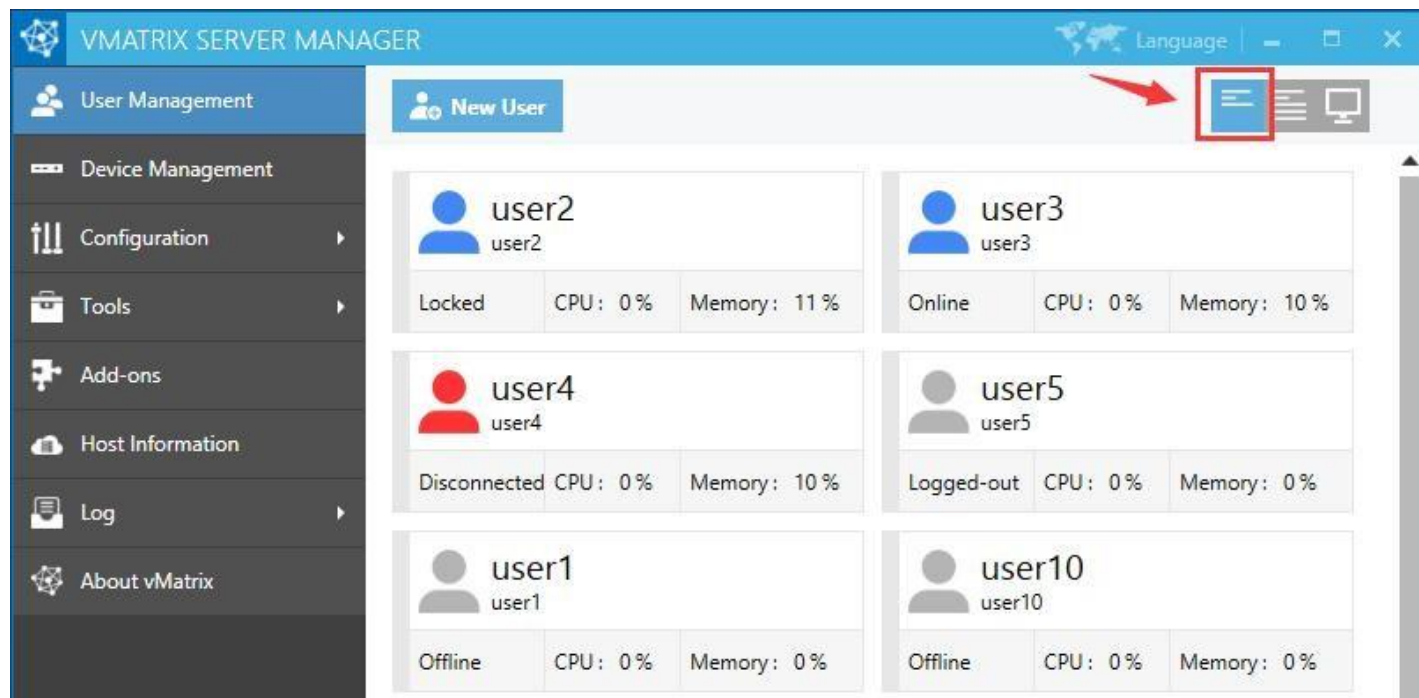 VMATRIX SERVER MANAGER
Language
User Management
Device Management
Configuration
Tools
Add-ons
Host Information
Log
About vMatrix
New User
user2
user2
Locked CPU: 0% Memory: 11%
user3
user3
Online CPU: 0% Memory: 10%
user4
user4
Disconnected CPU: 0% Memory: 10%
user5
user5
Logged-out CPU: 0% Memory: 0%
user1
user1
Offline CPU: 0% Memory: 0%
user10
user10
Offline CPU: 0% Memory: 0%